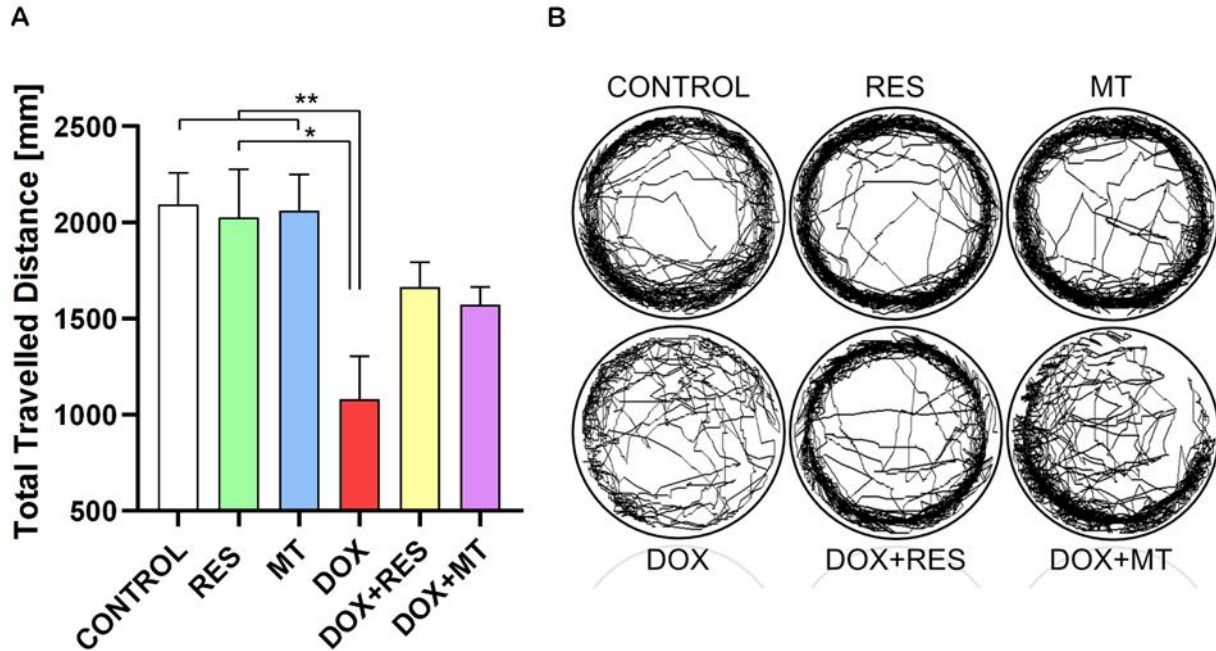 A
B
Total Travelled Distance [mm]
2500
2000
1500
1000
500
**
*
CONTROL
RES
MT
DOX
DOX+RES
DOX+MT
CONTROL RES MT
DOX DOX+RES DOX+MT